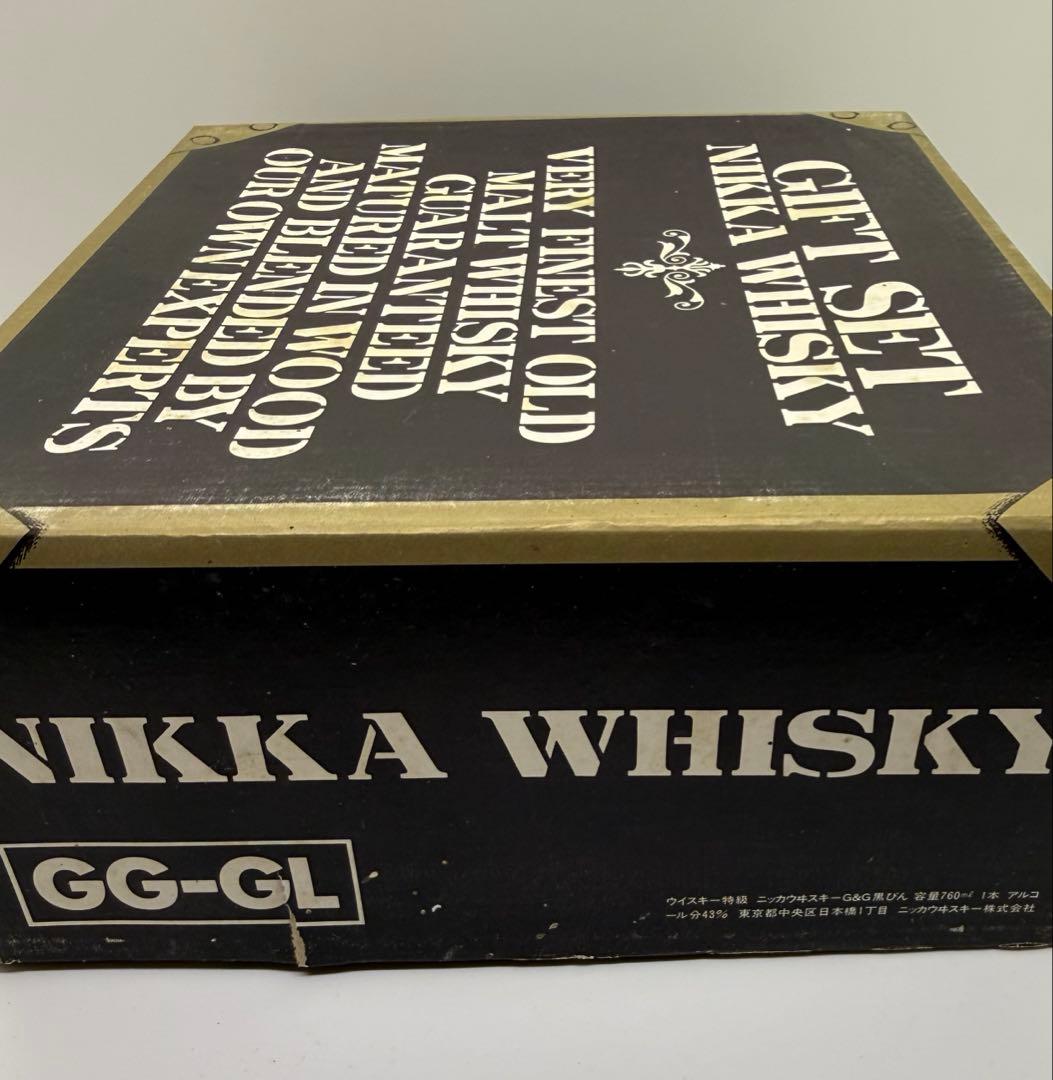 GIFT SET
NIKKA WHISKY
VERY FINEST OLD
MALT WHISKY
GUARANTEED
MATURED IN WOOD
AND BLENDED BY
OUR OWN EXPERTS
NIKKA WHISKY
GG-GL
ウイスキー特級 ニッカウヰスキーG&G黒びん 容量760mℓ 1本 アルコ
ール分43% 東京都中央区日本橋1丁目 ニッカウヰスキー株式会社